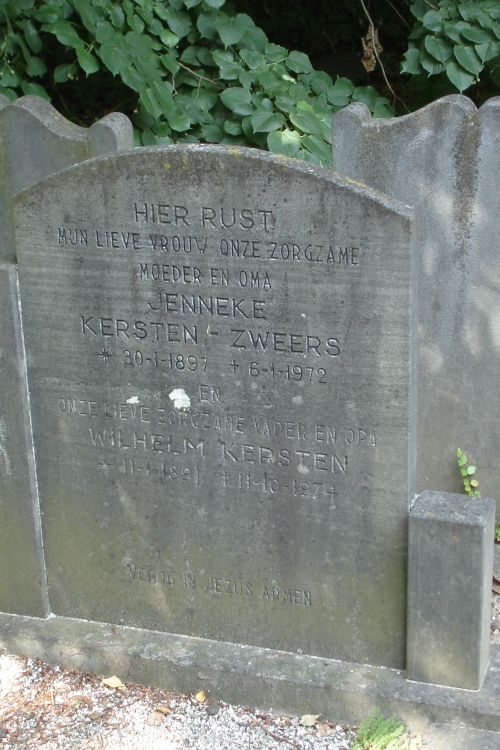 HIER RUST
MIJN LIEVE VROUW ONZE ZORGZAME
MOEDER EN OMA
JENNEKE
KERSTEN - ZWEERS
* 30-1-1897 + 6-1-1972
EN
ONZE LIEVE ZORGZAME VADER EN OPA
WILHELM KERSTEN
* 11-1-1891 + 11-10-1974
VEILIG IN JEZUS ARMEN